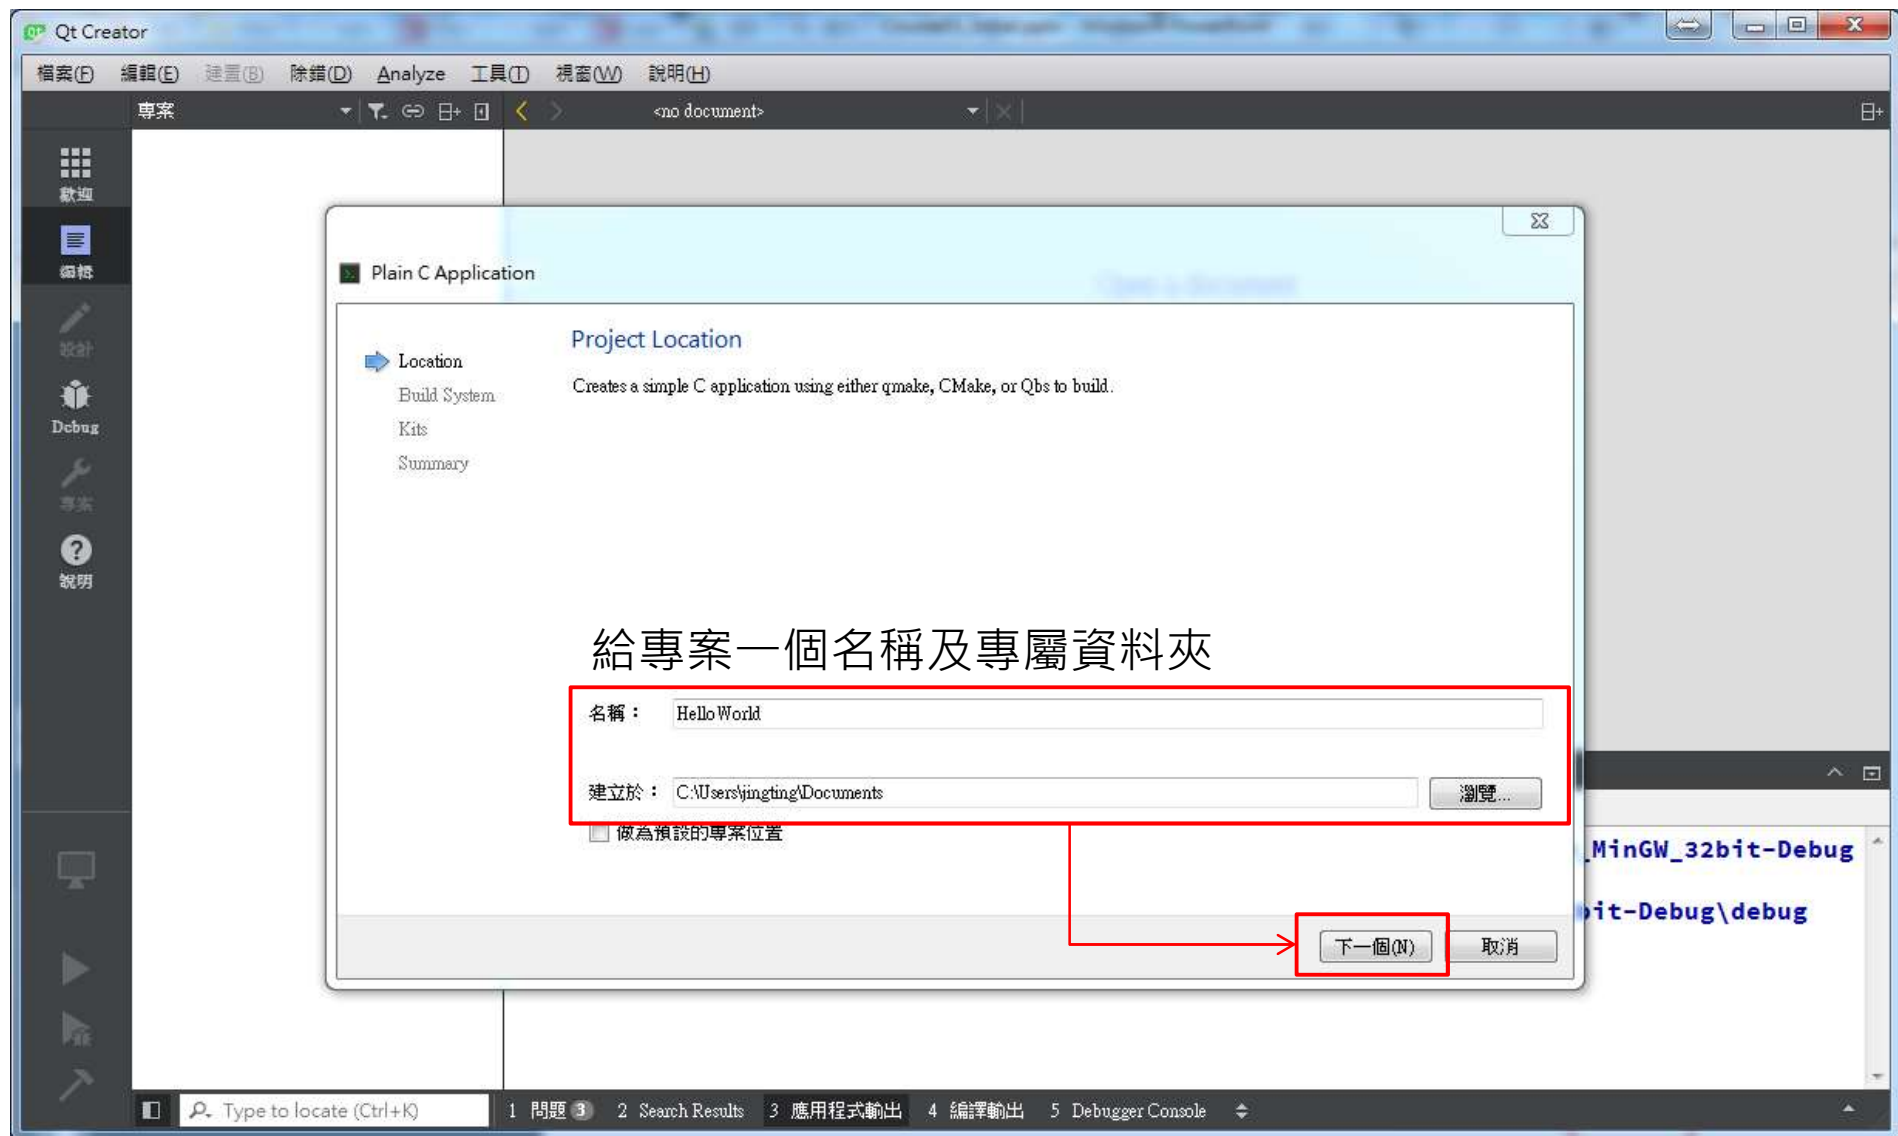 Qt Creator
檔案(F) 編輯(E) 建置(B) 除錯(D) Analyze 工具(T) 視窗(W) 說明(H)
專案 <no document>
歡迎
編輯
設計
Debug
專案
說明
Plain C Application
Location
Build System
Kits
Summary
Project Location
Creates a simple C application using either qmake, CMake, or Qbs to build.
給專案一個名稱及專屬資料夾
名稱： HelloWorld
建立於： C:\Users\jingting\Documents 瀏覽...
做為預設的專案位置
下一個(N) 取消
_MinGW_32bit-Debug
bit-Debug\debug
Type to locate (Ctrl+K) 1 問題 3 2 Search Results 3 應用程式輸出 4 編譯輸出 5 Debugger Console